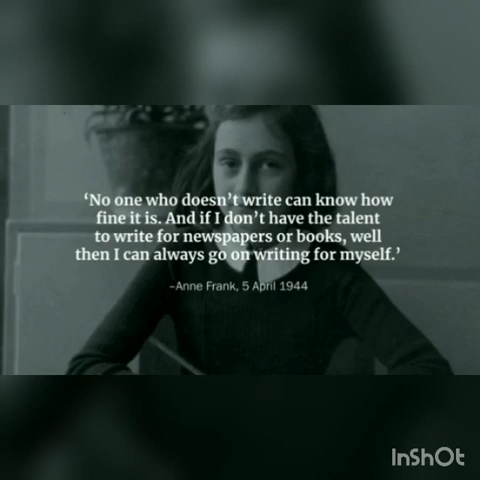 ‘No one who doesn’t write can know how
fine it is. And if I don’t have the talent
to write for newspapers or books, well
then I can always go on writing for myself.’
–Anne Frank, 5 April 1944
InShOt